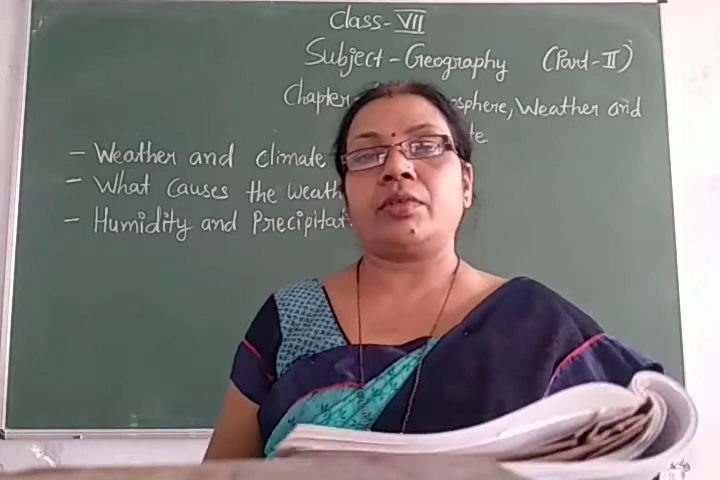 Class-VII
Subject-Geography (Part-II)
Chapter- osphere, Weather and
te.
- Weather and climate
- What causes the Weath
- Humidity and Precipitat